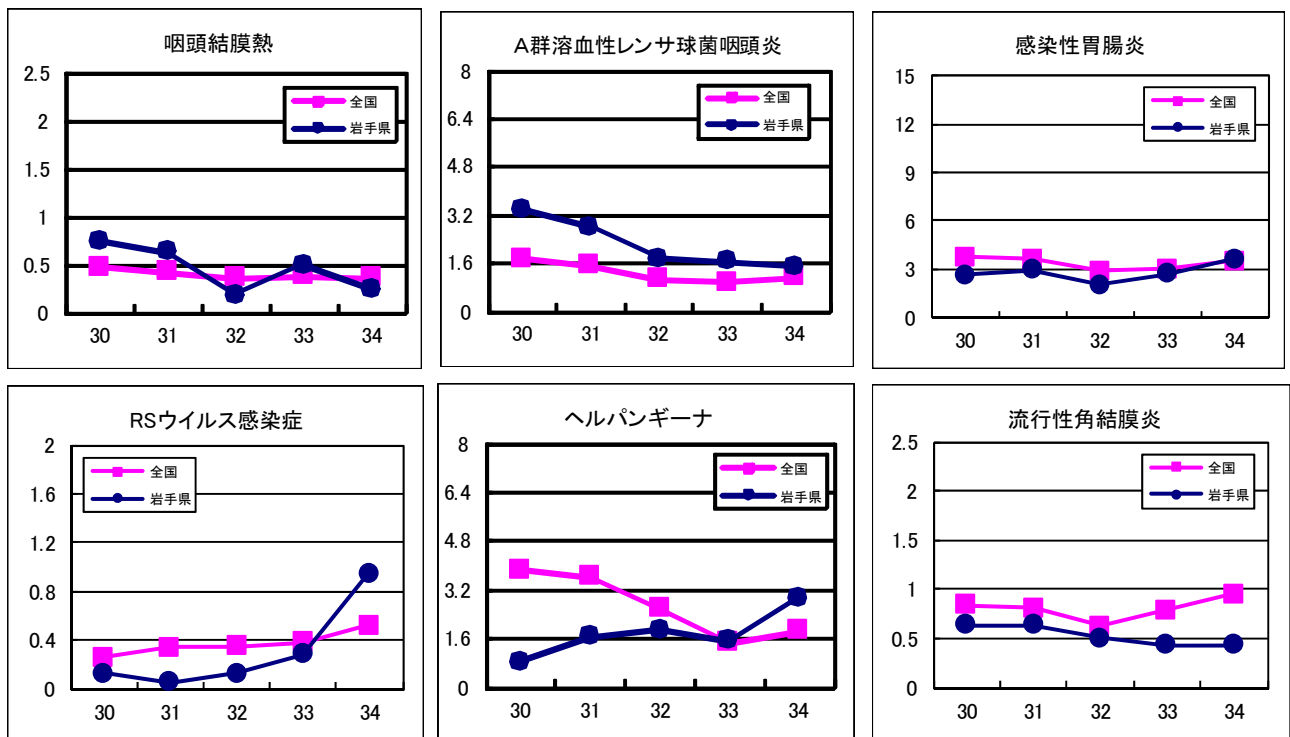 咽頭結膜熱
2.5
2
1.5
1
0.5
0
30 31 32 33 34
全国
岩手県
A群溶血性レンサ球菌咽頭炎
8
6.4
4.8
3.2
1.6
0
30 31 32 33 34
全国
岩手県
感染性胃腸炎
15
12
9
6
3
0
30 31 32 33 34
全国
岩手県
RSウイルス感染症
2
1.6
1.2
0.8
0.4
0
30 31 32 33 34
全国
岩手県
ヘルパンギーナ
8
6.4
4.8
3.2
1.6
0
30 31 32 33 34
全国
岩手県
流行性角結膜炎
2.5
2
1.5
1
0.5
0
30 31 32 33 34
全国
岩手県